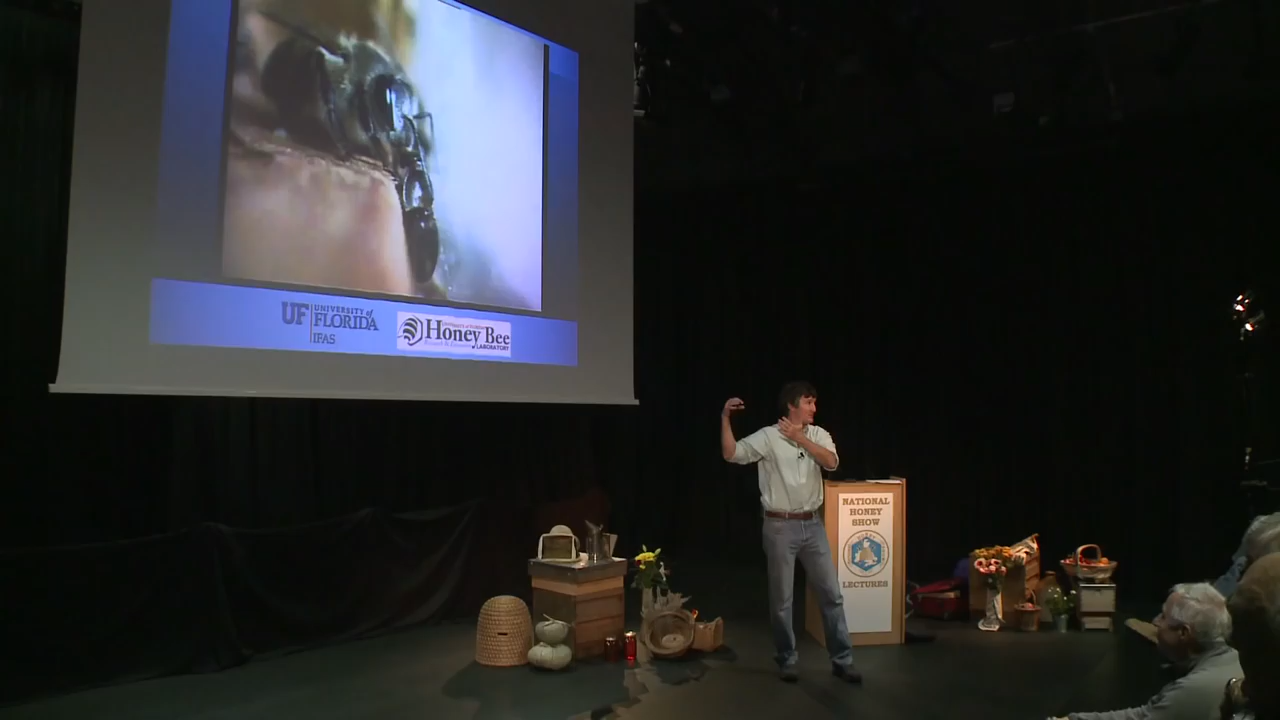 UF UNIVERSITY of
FLORIDA
IFAS
Honey Bee
LABORATORY
NATIONAL
HONEY
SHOW
LECTURES